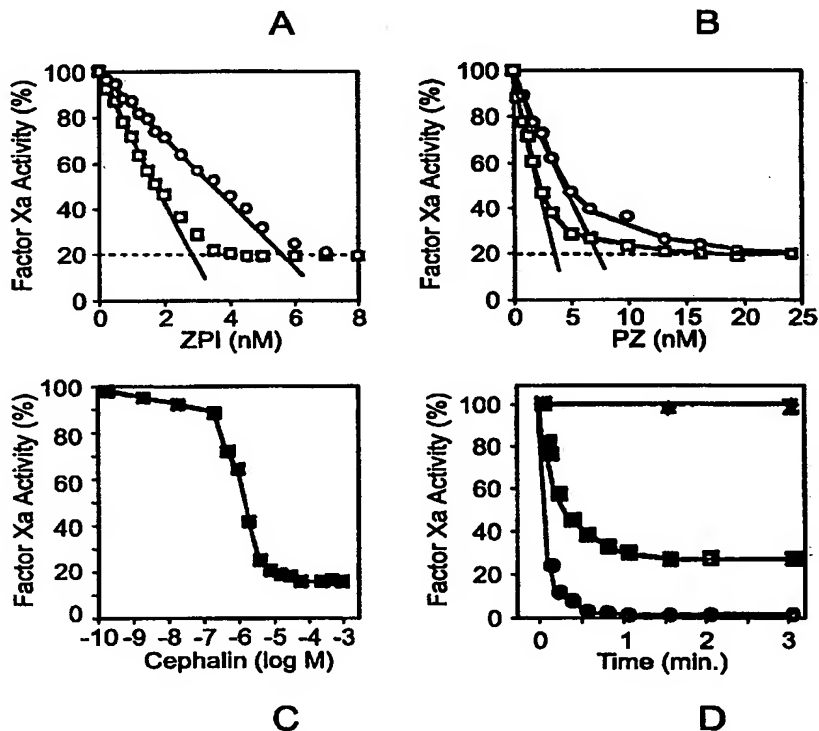 A
B
Factor Xa Activity (%)
100
80
60
40
20
0
0 2 4 6 8
ZPI (nM)
Factor Xa Activity (%)
100
80
60
40
20
0
0 5 10 15 20 25
PZ (nM)
Factor Xa Activity (%)
100
80
60
40
20
0
-10 -9 -8 -7 -6 -5 -4 -3
Cephalin (log M)
Factor Xa Activity (%)
100
80
60
40
20
0
0 1 2 3
Time (min.)
C
D